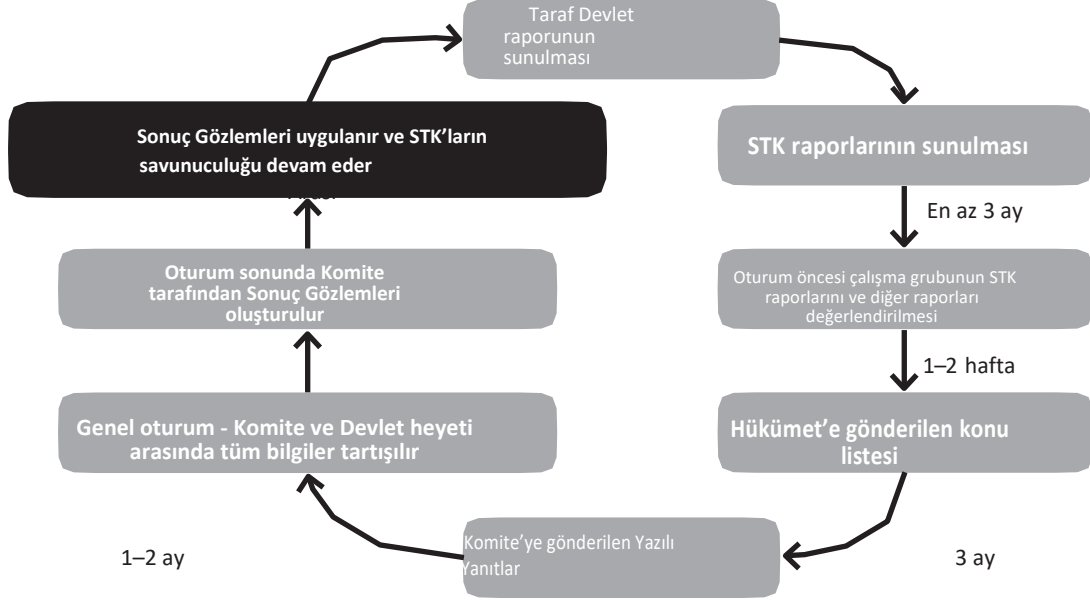 Taraf Devlet
raporunun
sunulması
STK raporlarının sunulması
En az 3 ay
Oturum öncesi çalışma grubunun STK
raporlarını ve diğer raporları
değerlendirilmesi
1–2 hafta
Hükümet’e gönderilen konu
listesi
3 ay
Komite’ye gönderilen Yazılı
Yanıtlar
1–2 ay
Genel oturum - Komite ve Devlet heyeti
arasında tüm bilgiler tartışılır
Oturum sonunda Komite
tarafından Sonuç Gözlemleri
oluşturulur
Sonuç Gözlemleri uygulanır ve STK’ların
savunuculuğu devam eder